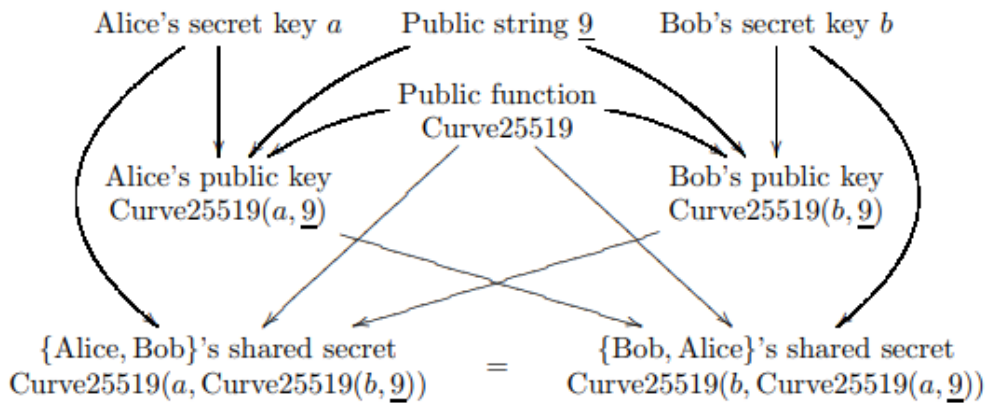 Alice's secret key a
Public string 9
Bob's secret key b
Public function
Curve25519
Alice's public key
Curve25519(a, 9)
Bob's public key
Curve25519(b, 9)
{Alice, Bob}'s shared secret
Curve25519(a, Curve25519(b, 9))
=
{Bob, Alice}'s shared secret
Curve25519(b, Curve25519(a, 9))